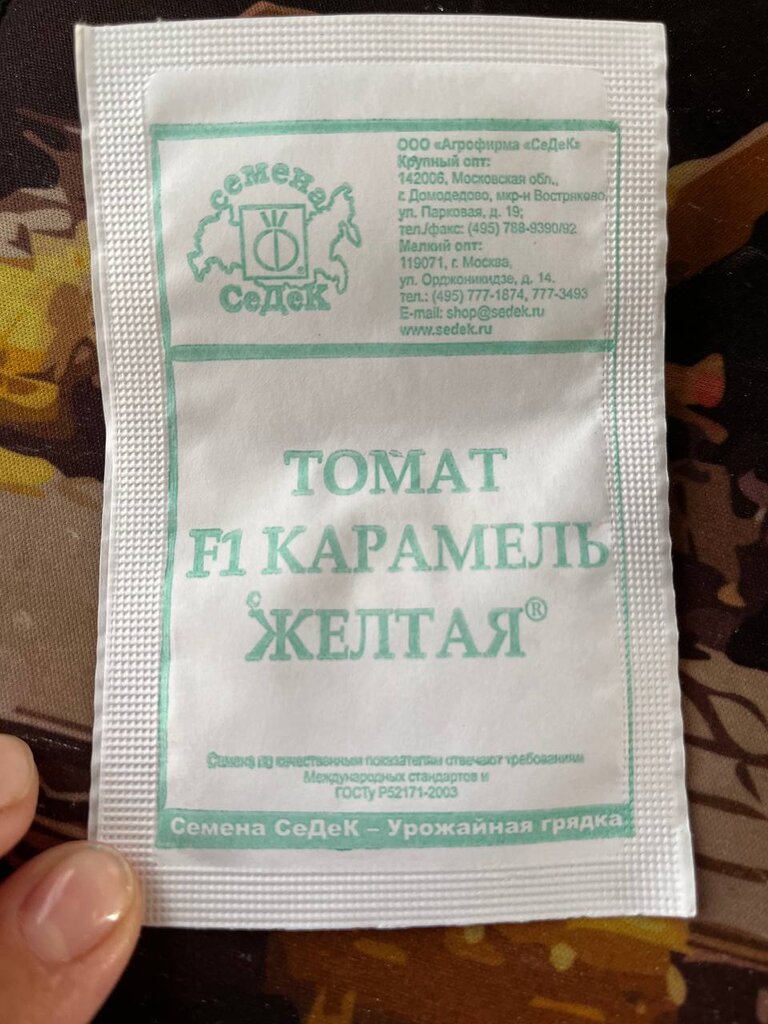 семена
СеДеК
ООО «Агрофирма «СеДеК»
Крупный опт:
142006, Московская обл.,
г. Домодедово, мкр-н Востряково,
ул. Парковая, д. 19;
тел./факс: (495) 788-9390/92
Мелкий опт:
119071, г. Москва,
ул. Орджоникидзе, д. 14.
тел.: (495) 777-1874, 777-3493
E-mail: shop@sedek.ru
www.sedek.ru
ТОМАТ
F1 КАРАМЕЛЬ
©ЖЕЛТАЯ®
Семена по качественным показателям отвечают требованиям
Международных стандартов и
ГОСТу Р52171-2003
Семена СеДеК – Урожайная грядка